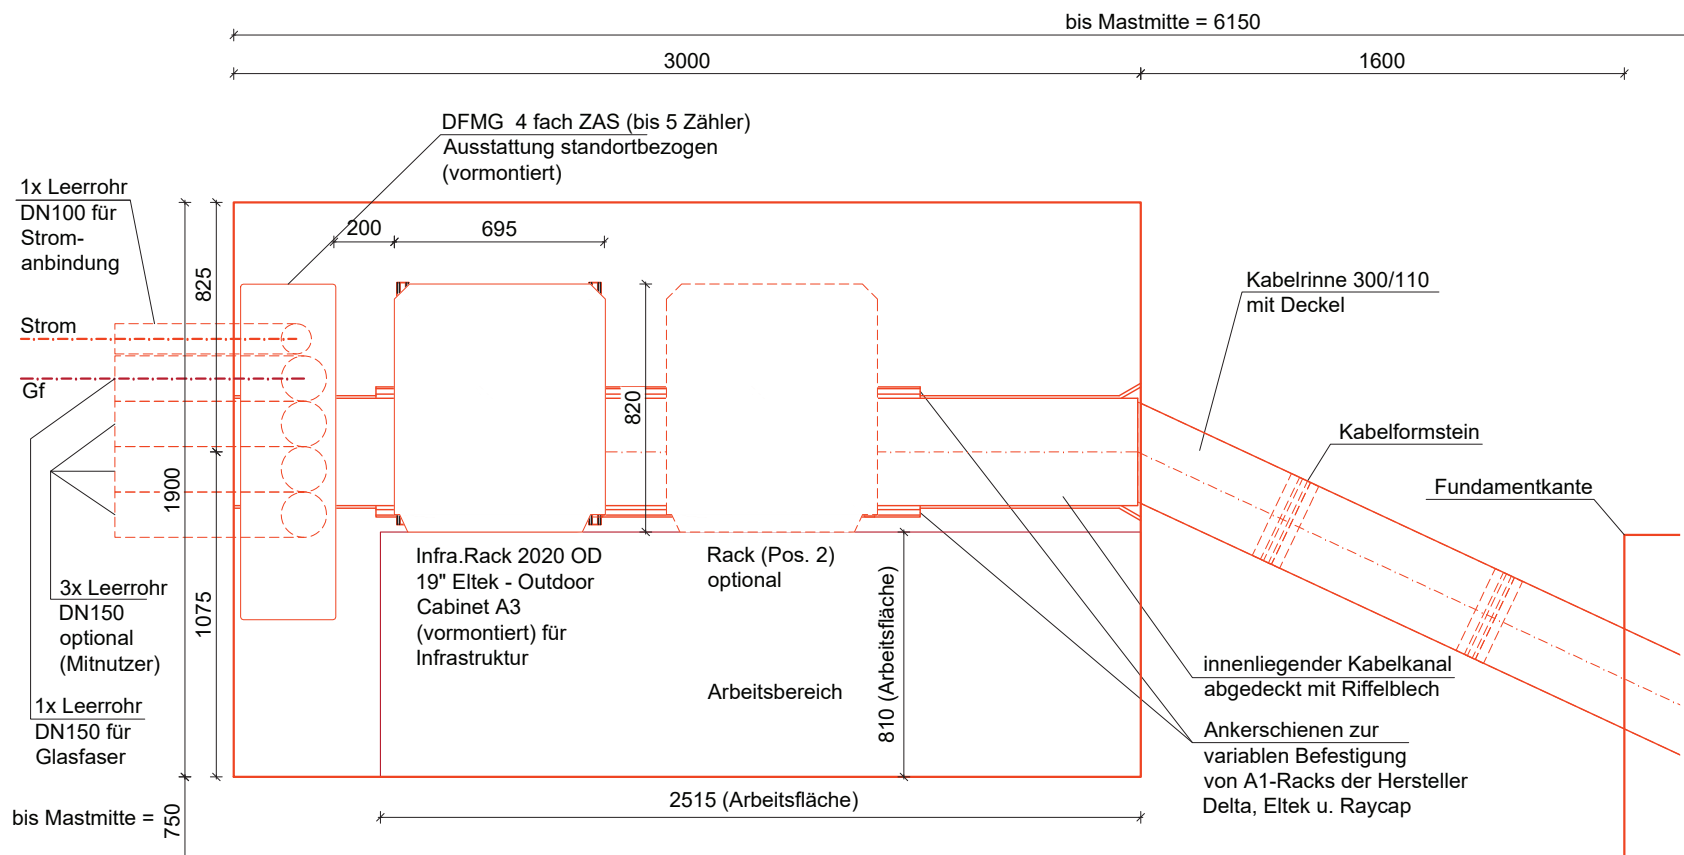 bis Mastmitte = 6150
3000
1600
DFMG 4 fach ZAS (bis 5 Zähler)
Ausstattung standortbezogen
(vormontiert)
1x Leerrohr
DN100 für
Strom-
anbindung
200
695
825
Kabelrinne 300/110
mit Deckel
Strom
Gf
820
Kabelformstein
1900
Fundamentkante
Infra.Rack 2020 OD
19" Eltek - Outdoor
Cabinet A3
(vormontiert) für
Infrastruktur
Rack (Pos. 2)
optional
3x Leerrohr
DN150
optional
(Mitnutzer)
1075
810 (Arbeitsfläche)
Arbeitsbereich
innenliegender Kabelkanal
abgedeckt mit Riffelblech
1x Leerrohr
DN150 für
Glasfaser
Ankerschienen zur
variablen Befestigung
von A1-Racks der Hersteller
Delta, Eltek u. Raycap
2515 (Arbeitsfläche)
bis Mastmitte =
750